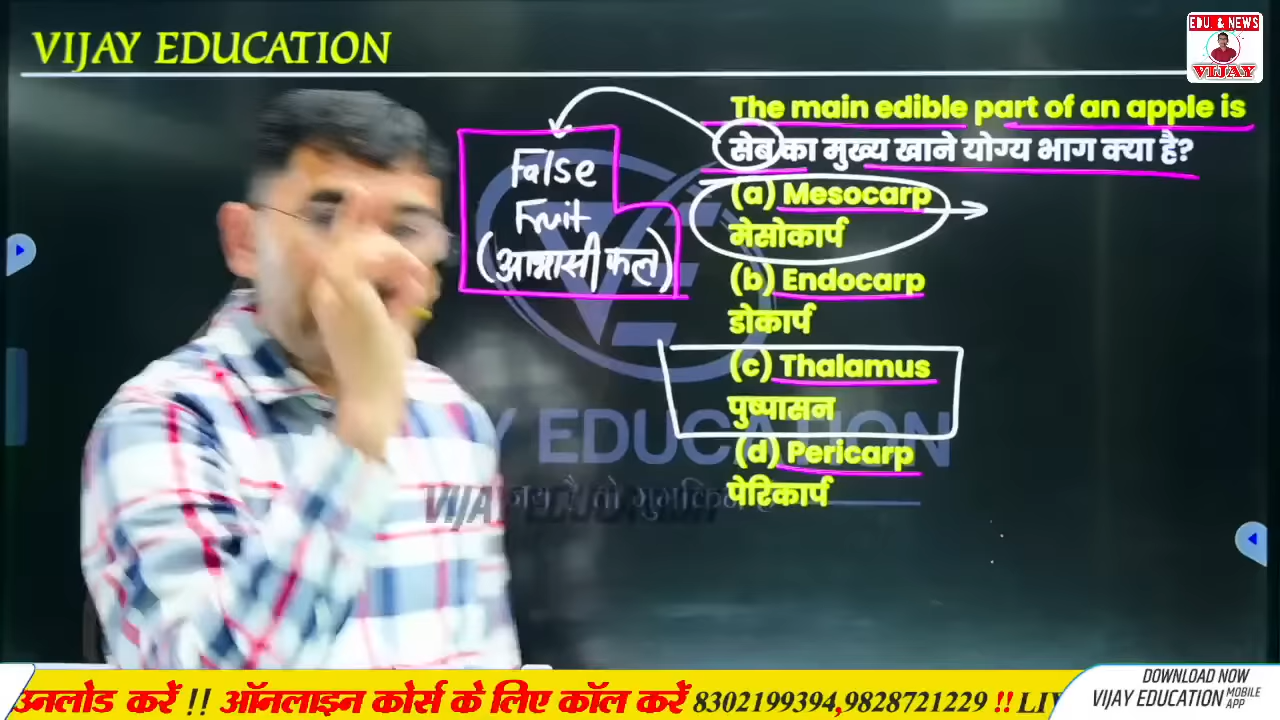 VIJAY EDUCATION
EDU. & NEWS
VIJAY
The main edible part of an apple is
सेब का मुख्य खाने योग्य भाग क्या है?
(a) Mesocarp
मेसोकार्प
(b) Endocarp
डोकार्प
(c) Thalamus
पुष्पासन
(d) Pericarp
पेरिकार्प
False
Fruit
(आभासी फल)
EDUCATION
VIJAY
उनलोड करें !! ऑनलाइन कोर्स के लिए कॉल करें 8302199394,9828721229 !! LIV
DOWNLOAD NOW
VIJAY EDUCATION MOBILE APP